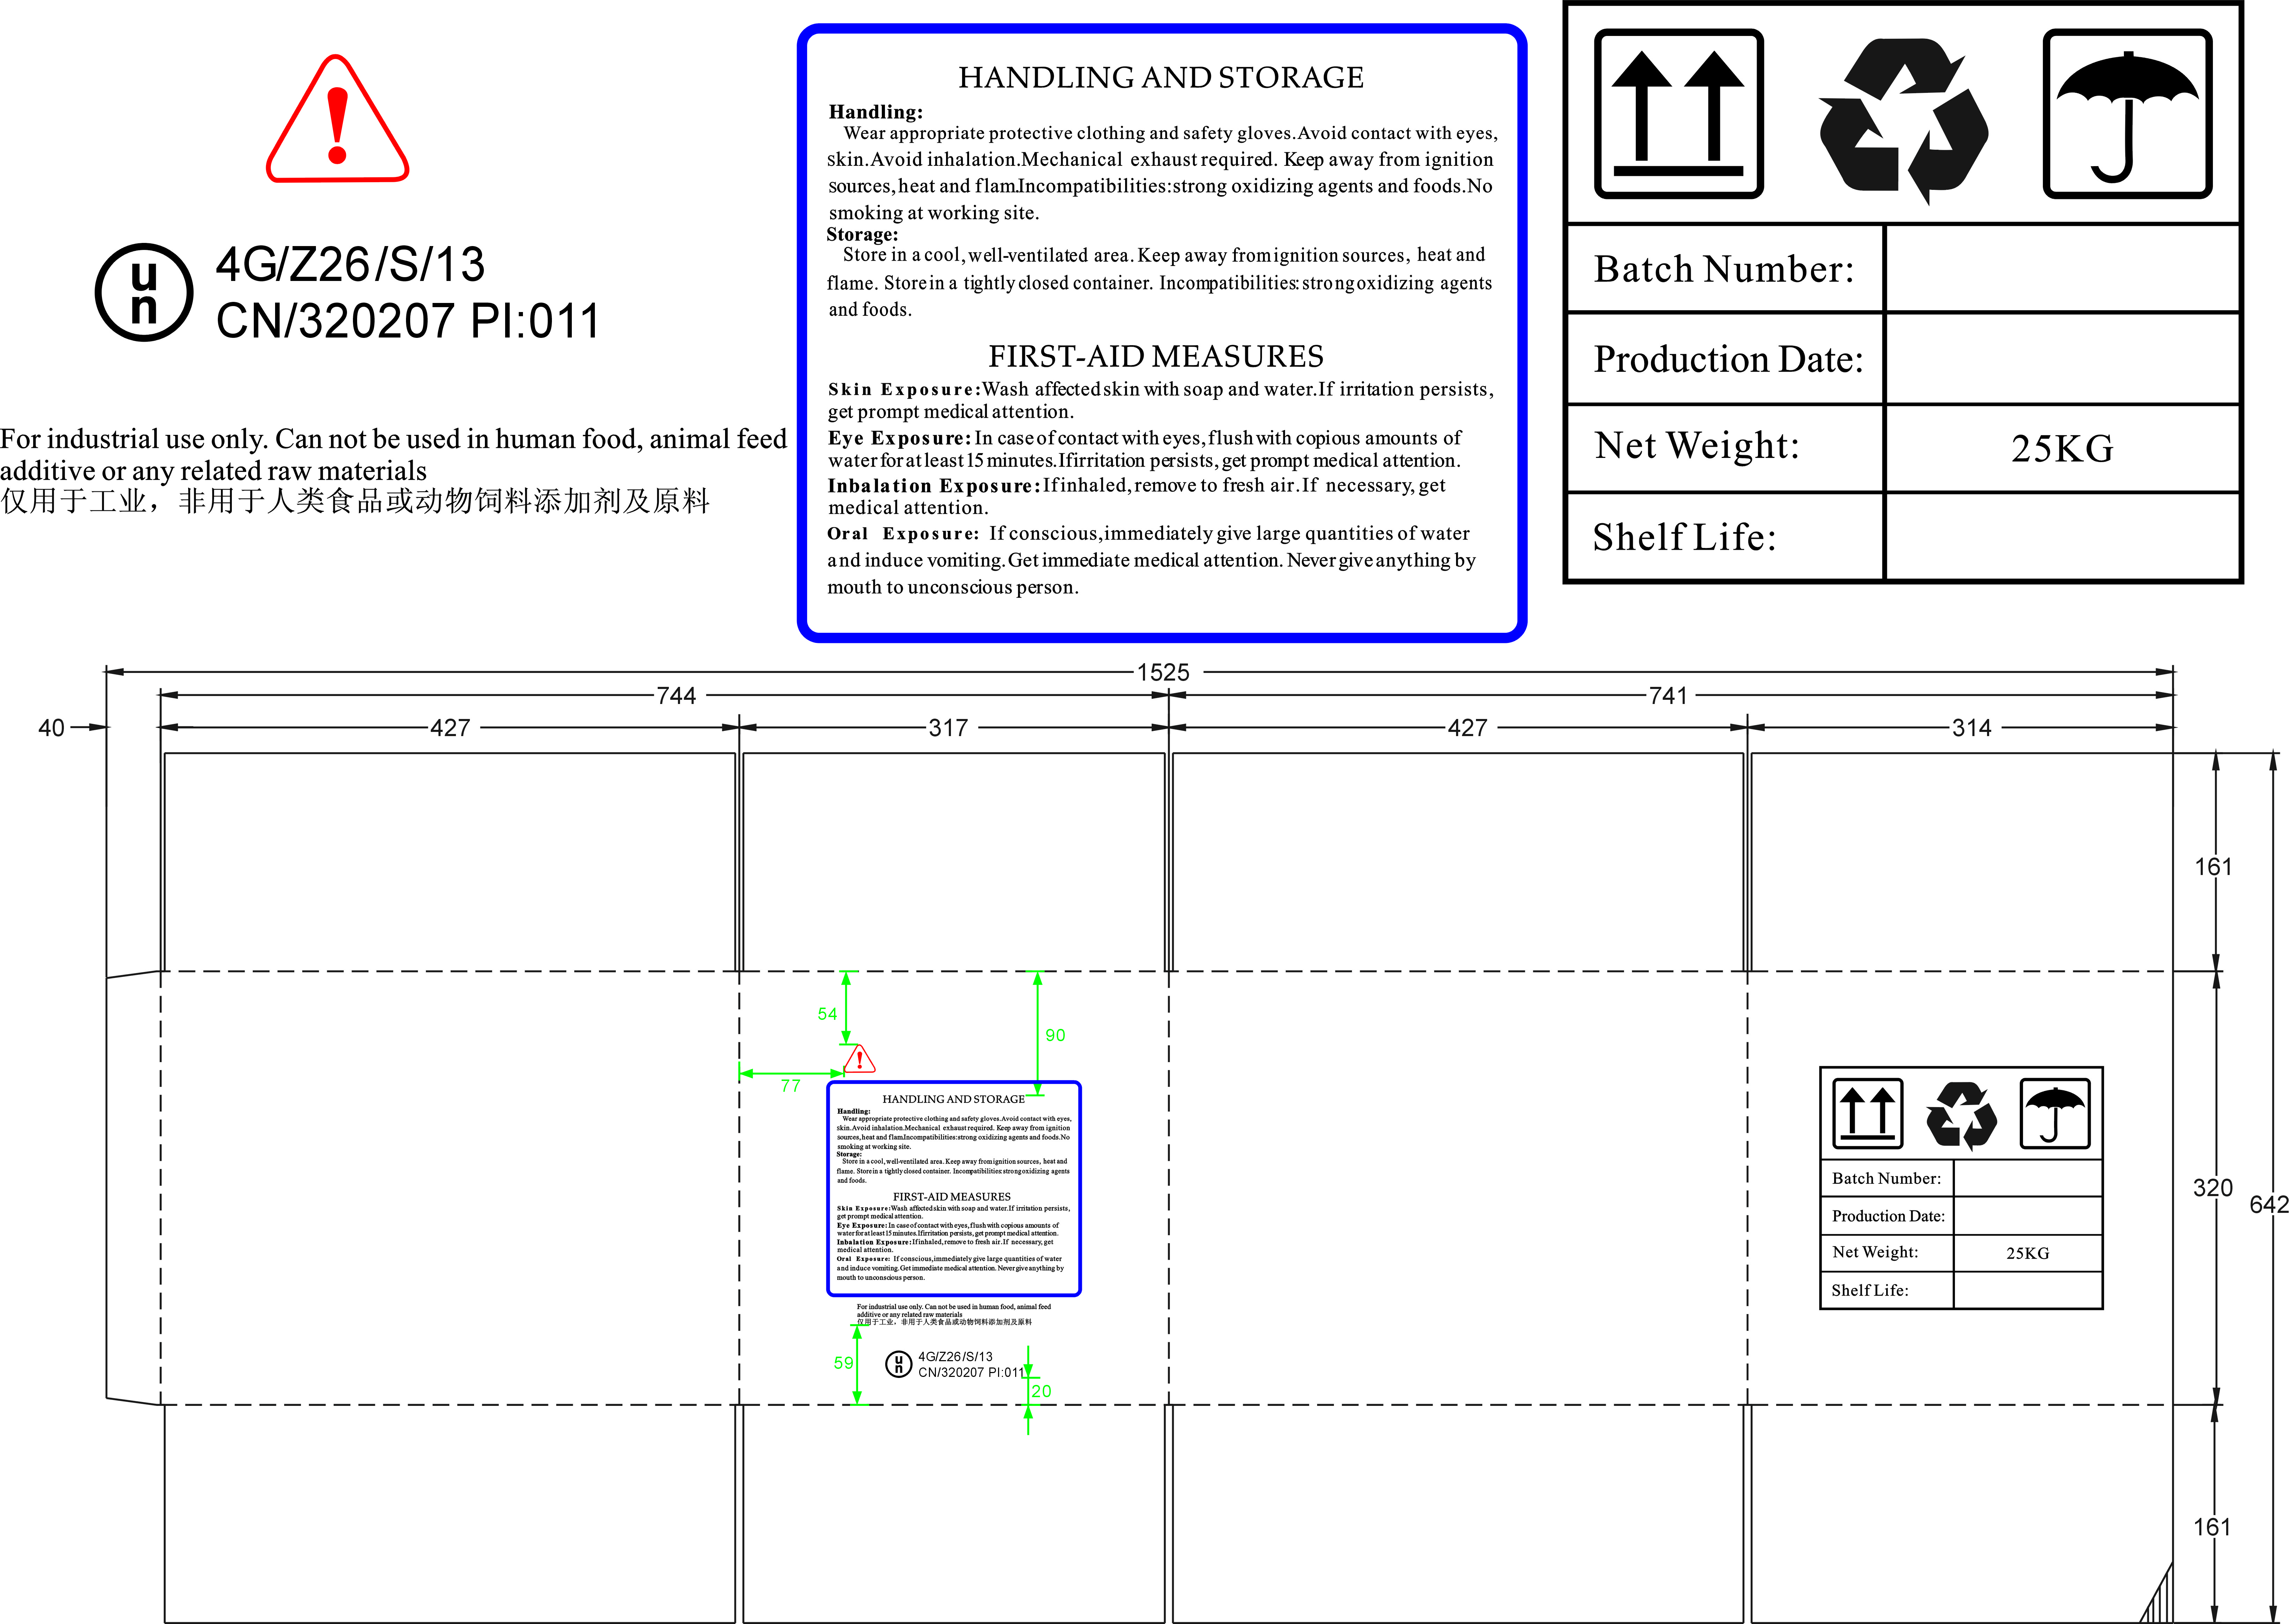 un
4G/Z26/S/13
CN/320207 PI:011
For industrial use only. Can not be used in human food, animal feed
additive or any related raw materials
仅用于工业，非用于人类食品或动物饲料添加剂及原料
HANDLING AND STORAGE
Handling:
Wear appropriate protective clothing and safety gloves.Avoid contact with eyes,
skin.Avoid inhalation.Mechanical exhaust required. Keep away from ignition
sources,heat and flam.Incompatibilities:strong oxidizing agents and foods.No
smoking at working site.
Storage:
Store in a cool, well-ventilated area. Keep away from ignition sources, heat and
flame. Store in a tightly closed container. Incompatibilities: strong oxidizing agents
and foods.
FIRST-AID MEASURES
Skin Exposure:Wash affected skin with soap and water.If irritation persists,
get prompt medical attention.
Eye Exposure: In case of contact with eyes, flush with copious amounts of
water for at least 15 minutes.If irritation persists, get prompt medical attention.
Inbalation Exposure: If inhaled, remove to fresh air. If necessary, get
medical attention.
Oral Exposure: If conscious,immediately give large quantities of water
and induce vomiting. Get immediate medical attention. Never give anything by
mouth to unconscious person.
Batch Number:
Production Date:
Net Weight: 25KG
Shelf Life:
1525
744 741
40 427 317 427 314
161
54
90
77
HANDLING AND STORAGE
Handling:
Wear appropriate protective clothing and safety gloves.Avoid contact with eyes,
skin.Avoid inhalation.Mechanical exhaust required. Keep away from ignition
sources,heat and flam.Incompatibilities:strong oxidizing agents and foods.No
smoking at working site.
Storage:
Store in a cool, well-ventilated area. Keep away from ignition sources, heat and
flame. Store in a tightly closed container. Incompatibilities: strong oxidizing agents
and foods.
FIRST-AID MEASURES
Skin Exposure:Wash affected skin with soap and water.If irritation persists,
get prompt medical attention.
Eye Exposure: In case of contact with eyes, flush with copious amounts of
water for at least 15 minutes.If irritation persists, get prompt medical attention.
Inbalation Exposure: If inhaled, remove to fresh air. If necessary, get
medical attention.
Oral Exposure: If conscious,immediately give large quantities of water
and induce vomiting. Get immediate medical attention. Never give anything by
mouth to unconscious person.
For industrial use only. Can not be used in human food, animal feed
additive or any related raw materials
仅用于工业，非用于人类食品或动物饲料添加剂及原料
59
un
4G/Z26/S/13
CN/320207 PI:011
20
Batch Number:
Production Date:
Net Weight: 25KG
Shelf Life:
320
642
161